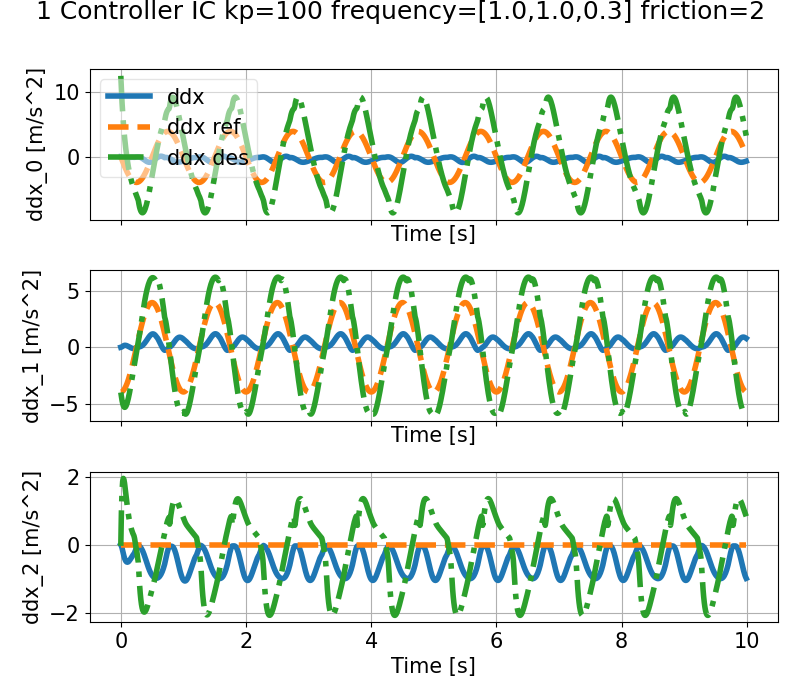 1 Controller IC kp=100 frequency=[1.0,1.0,0.3] friction=2
ddx_0 [m/s^2]
10
0
ddx
ddx ref
ddx des
Time [s]
ddx_1 [m/s^2]
5
0
−5
Time [s]
ddx_2 [m/s^2]
2
0
−2
0 2 4 6 8 10
Time [s]